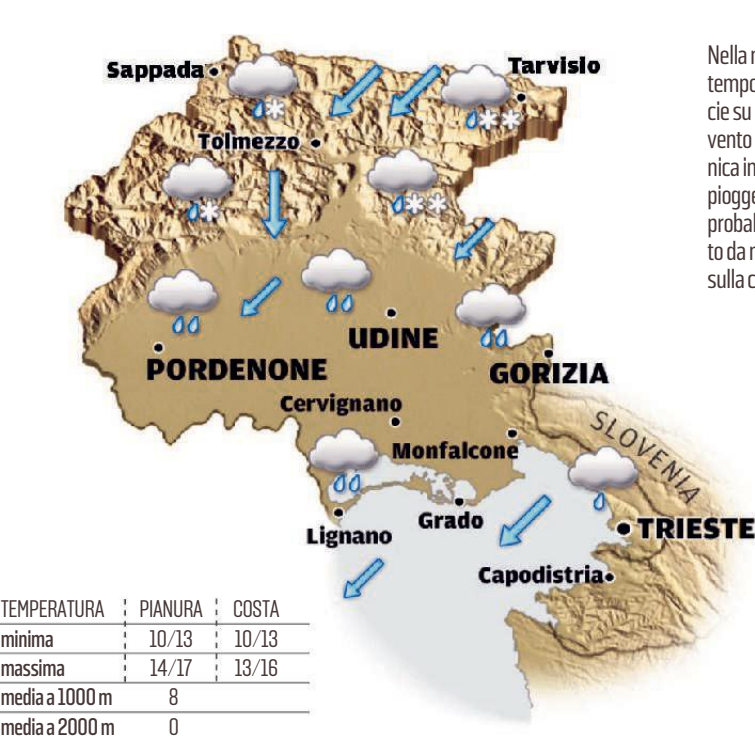 Sappada
Tarvisio
Tolmezzo
UDINE
PORDENONE
GORIZIA
Cervignano
Monfalcone
SLOVENIA
Grado
Lignano
TRIESTE
Capodistria
Nella
tempo
cie su
vento
nica in
piogge
probal
to da
sulla c
TEMPERATURA PIANURA COSTA
minima 10/13 10/13
massima 14/17 13/16
media a 1000 m 8
media a 2000 m 0